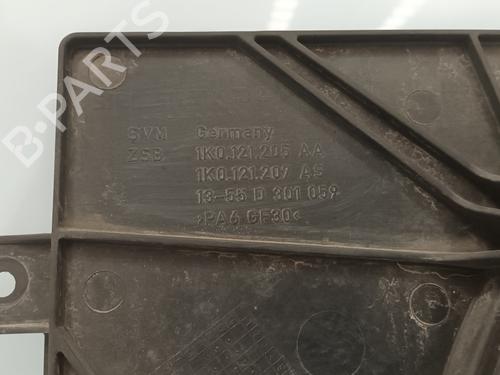 B-PARTS
SVM Germany
ZSB 1K0.121.205 AA
1K0.121.207 AS
13-55 D 301 059
>PA6 GF30<